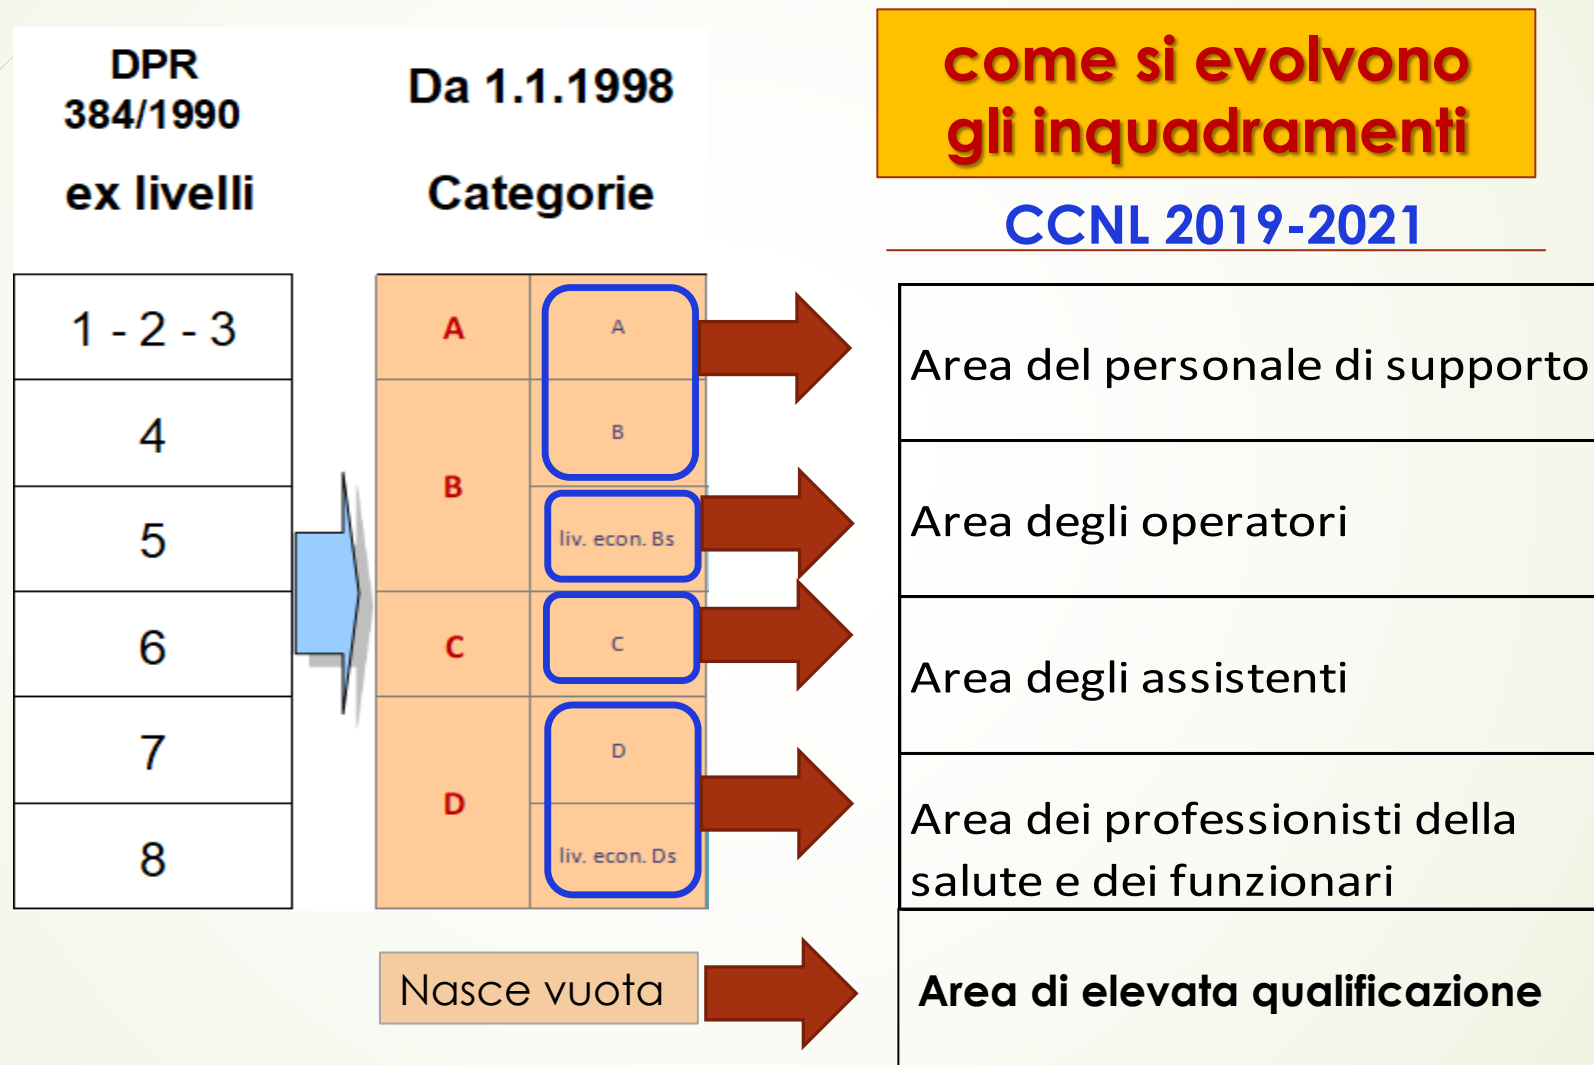 DPR
384/1990
ex livelli
Da 1.1.1998
Categorie
come si evolvono
gli inquadramenti
CCNL 2019-2021
1 - 2 - 3
4
5
6
7
8
A
B
C
D
A
B
liv. econ. Bs
C
D
liv. econ. Ds
Area del personale di supporto
Area degli operatori
Area degli assistenti
Area dei professionisti della
salute e dei funzionari
Nasce vuota
Area di elevata qualificazione